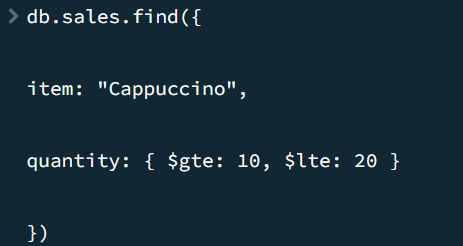 db.sales.find({
item: "Cappuccino",
quantity: { $gte: 10, $lte: 20 }
})